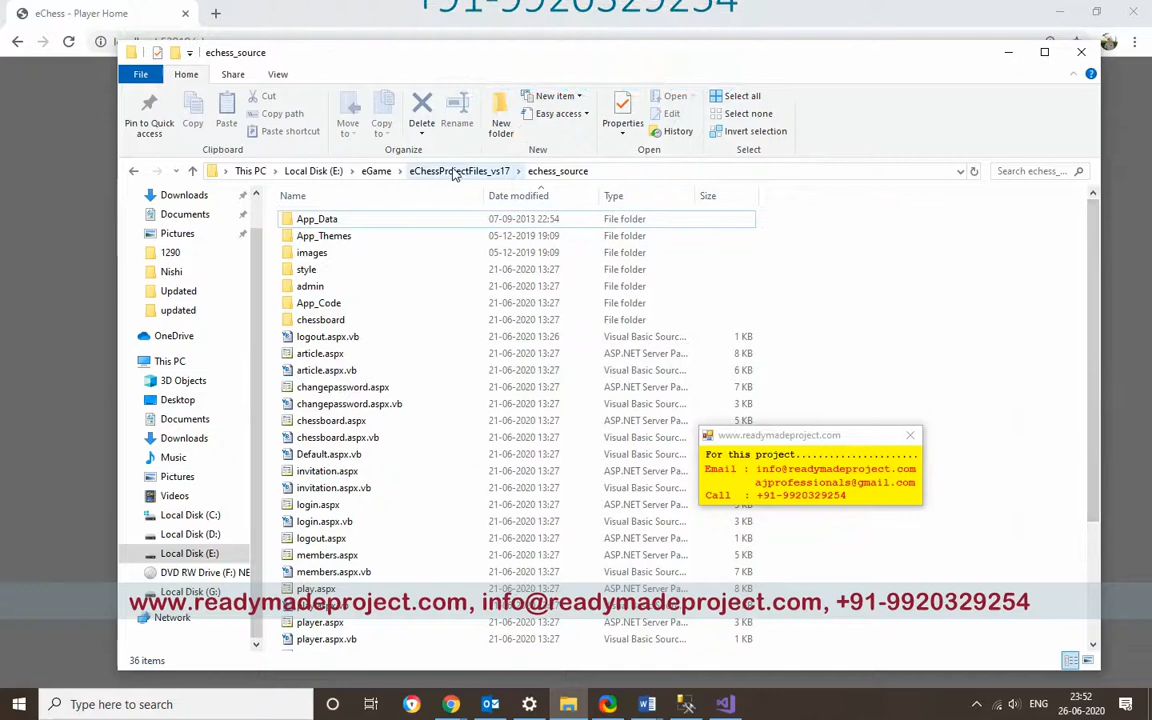 +91-9920329254
eChess - Player Home
echess_source
File
Home
Share
View
Pin to Quick access
Copy
Paste
Cut
Copy path
Paste shortcut
Clipboard
Move to
Copy to
Delete
Rename
Organize
New folder
New item
Easy access
New
Properties
Open
Edit
History
Open
Select all
Select none
Invert selection
Select
This PC > Local Disk (E:) > eGame > eChessProjectFiles_vs17 > echess_source
Search echess_...
Downloads
Documents
Pictures
1290
Nishi
Updated
updated
OneDrive
This PC
3D Objects
Desktop
Documents
Downloads
Music
Pictures
Videos
Local Disk (C:)
Local Disk (D:)
Local Disk (E:)
DVD RW Drive (F:) NE
Local Disk (G:)
Network
Name Date modified Type Size
App_Data 07-09-2013 22:54 File folder
App_Themes 05-12-2019 19:09 File folder
images 05-12-2019 19:09 File folder
style 21-06-2020 13:27 File folder
admin 21-06-2020 13:27 File folder
App_Code 21-06-2020 13:27 File folder
chessboard 21-06-2020 13:27 File folder
logout.aspx.vb 21-06-2020 13:26 Visual Basic Sourc... 1 KB
article.aspx 21-06-2020 13:27 ASP.NET Server Pa... 8 KB
article.aspx.vb 21-06-2020 13:27 Visual Basic Sourc... 6 KB
changepassword.aspx 21-06-2020 13:27 ASP.NET Server Pa... 7 KB
changepassword.aspx.vb 21-06-2020 13:27 Visual Basic Sourc... 3 KB
chessboard.aspx 21-06-2020 13:27 ASP.NET Server Pa... 5 KB
chessboard.aspx.vb 21-06-2020 13:27 Visual Basic Sourc...
Default.aspx.vb 21-06-2020 13:27 Visual Basic Sourc...
invitation.aspx 21-06-2020 13:27 ASP.NET Server Pa...
invitation.aspx.vb 21-06-2020 13:27 Visual Basic Sourc...
login.aspx 21-06-2020 13:27 ASP.NET Server Pa...
login.aspx.vb 21-06-2020 13:27 Visual Basic Sourc... 3 KB
logout.aspx 21-06-2020 13:27 ASP.NET Server Pa... 1 KB
members.aspx 21-06-2020 13:27 ASP.NET Server Pa... 5 KB
members.aspx.vb 21-06-2020 13:27 Visual Basic Sourc... 7 KB
play.aspx 21-06-2020 13:27 ASP.NET Server Pa... 8 KB
player.aspx 21-06-2020 13:27 ASP.NET Server Pa... 3 KB
player.aspx.vb 21-06-2020 13:27 Visual Basic Sourc... 1 KB
www.readymadeproject.com
For this project......................
Email : info@readymadeproject.com
ajprofessionals@gmail.com
Call : +91-9920329254
www.readymadeproject.com, info@readymadeproject.com, +91-9920329254
36 items
Type here to search
ENG
23:52
26-06-2020